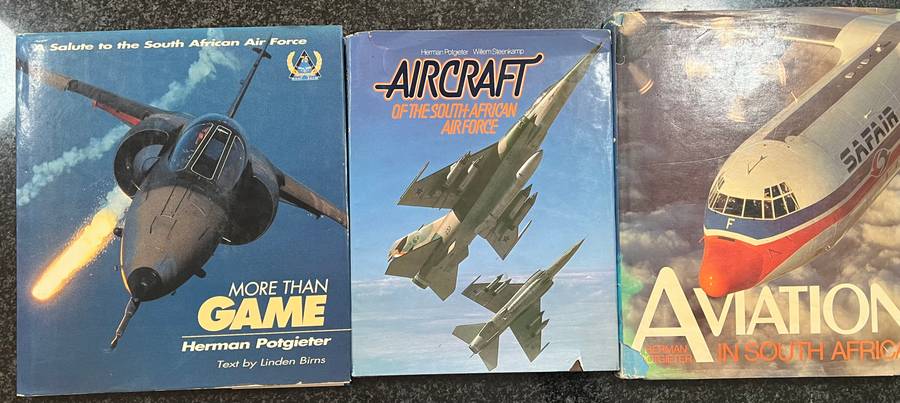 A Salute to the South African Air Force
75
MORE THAN
GAME
Herman Potgieter
Text by Linden Birns
Herman Potgieter · Willem Steenkamp
AIRCRAFT
OF THE SOUTH AFRICAN
AIR FORCE
SAFAIR
F
AVIATION
HERMAN
POTGIETER
IN SOUTH AFRICA